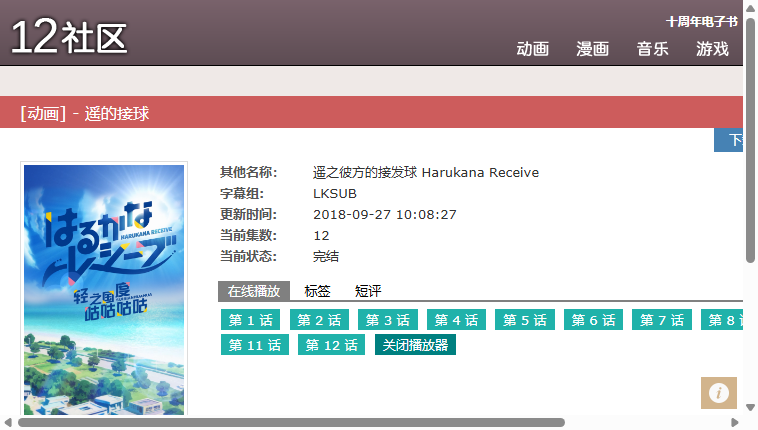 12社区
十周年电子书
动画 漫画 音乐 游戏
[动画] - 遥的接球
其他名称: 遥之彼方的接发球 Harukana Receive
字幕组: LKSUB
更新时间: 2018-09-27 10:08:27
当前集数: 12
当前状态: 完结
はるかなレシーブ
HARUKANA RECEIVE
轻之国度
咕咕咕咕
在线播放 标签 短评
第 1 话 第 2 话 第 3 话 第 4 话 第 5 话 第 6 话 第 7 话 第 8
第 11 话 第 12 话 关闭播放器